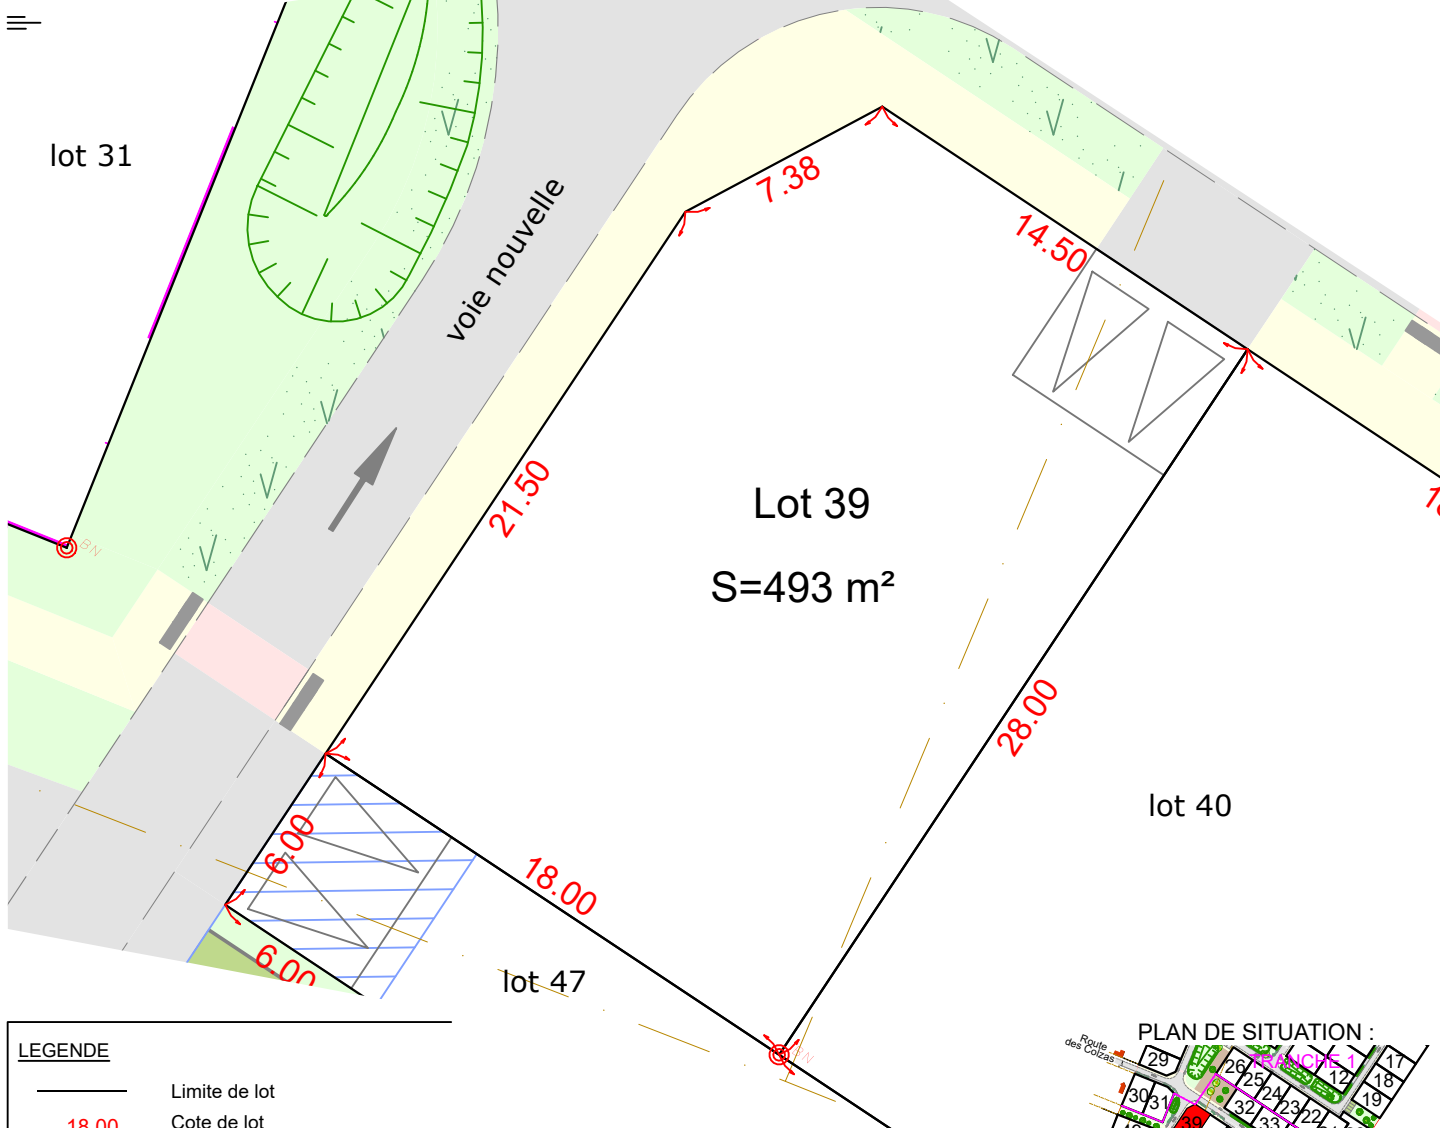 lot 31
voie nouvelle
7.38
14.50
21.50
Lot 39
S=493 m²
28.00
lot 40
BN
6.00
18.00
6.00
lot 47
BN
LEGENDE
Limite de lot
18.00
Cote de lot
PLAN DE SITUATION :
Route
des Colzas
TRANCHE 1
29
26
25
24
23
22
12
17
18
19
30
31
32
33
39